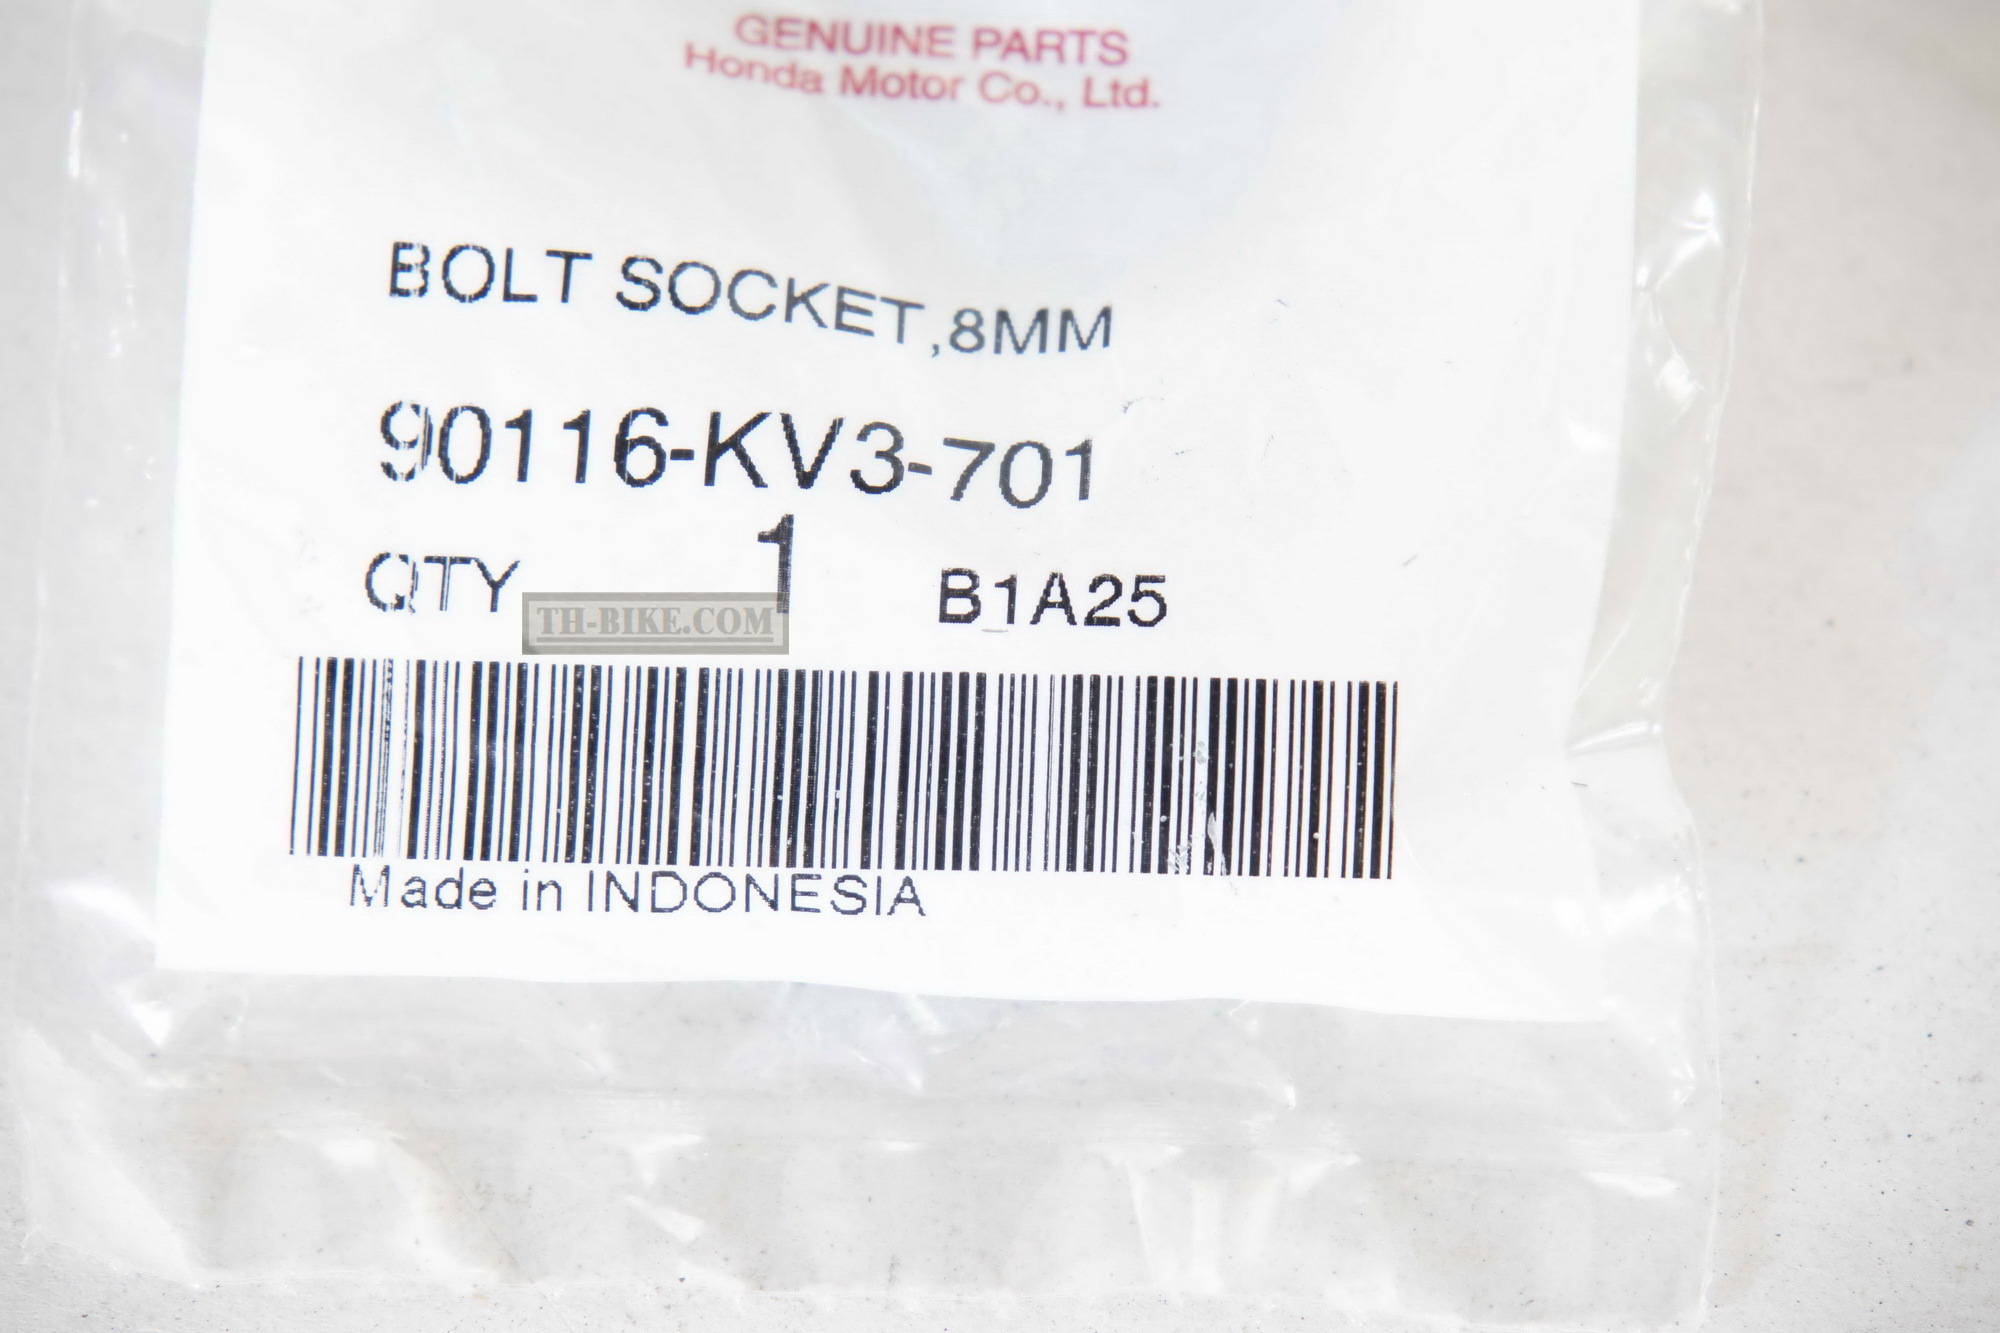 GENUINE PARTS
Honda Motor Co., Ltd.
BOLT SOCKET,8MM
90116-KV3-701
QTY 1 B1A25
TH-BIKE.COM
Made in INDONESIA